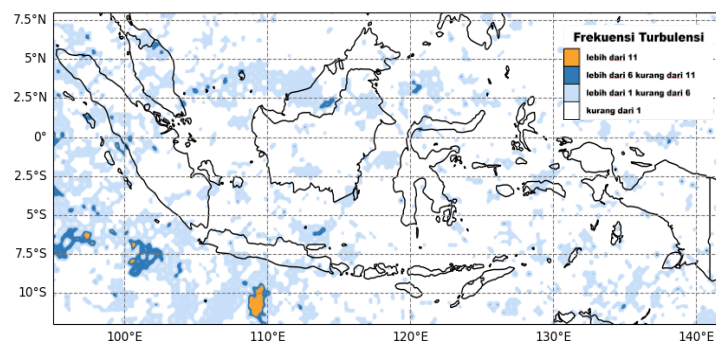 7.5°N
5°N
2.5°N
0°
2.5°S
5°S
7.5°S
10°S
100°E
110°E
120°E
130°E
140°E
Frekuensi Turbulensi
lebih dari 11
lebih dari 6 kurang dari 11
lebih dari 1 kurang dari 6
kurang dari 1